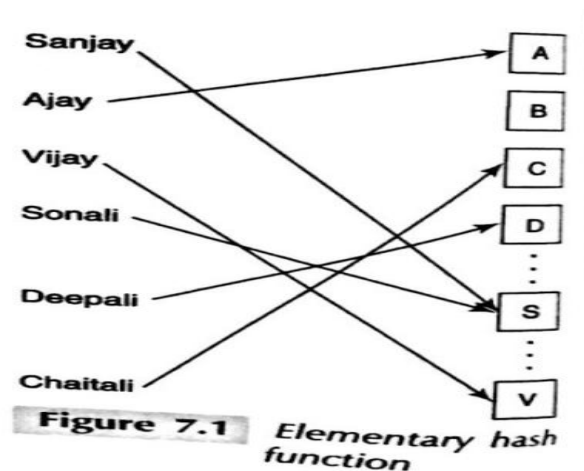 Sanjay
A
Ajay
B
Vijay
C
Sonali
D
Deepali
S
Chaitali
V
Figure 7.1 Elementary hash
function